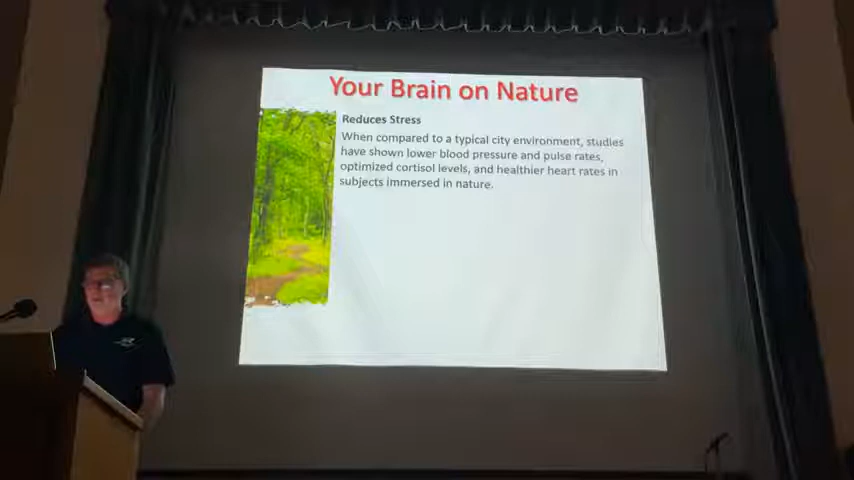 Your Brain on Nature
Reduces Stress
When compared to a typical city environment, studies
have shown lower blood pressure and pulse rates,
optimized cortisol levels, and healthier heart rates in
subjects immersed in nature.